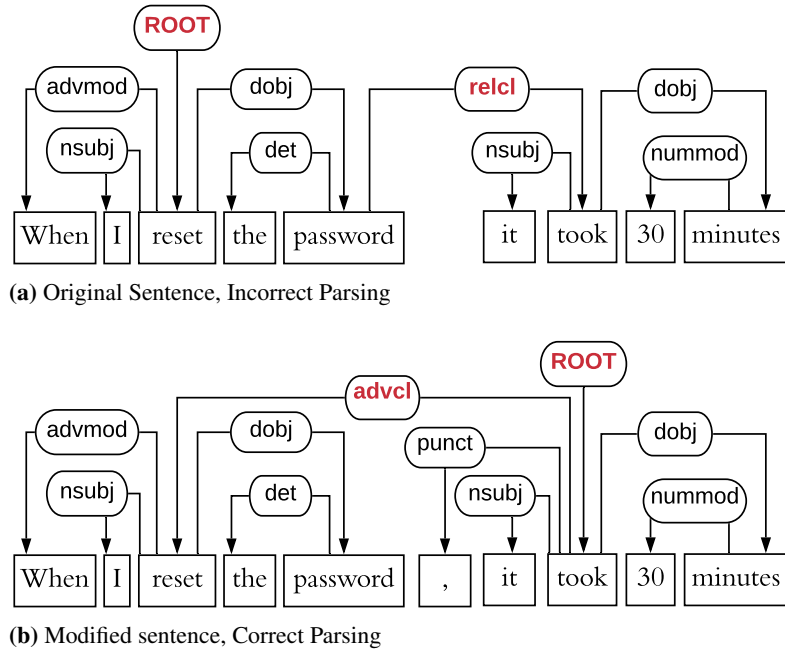 ROOT
advmod dobj relcl dobj
nsubj det nsubj nummod
When I reset the password it took 30 minutes
(a) Original Sentence, Incorrect Parsing
ROOT
advcl
advmod dobj punct dobj
nsubj det nsubj nummod
When I reset the password , it took 30 minutes
(b) Modified sentence, Correct Parsing